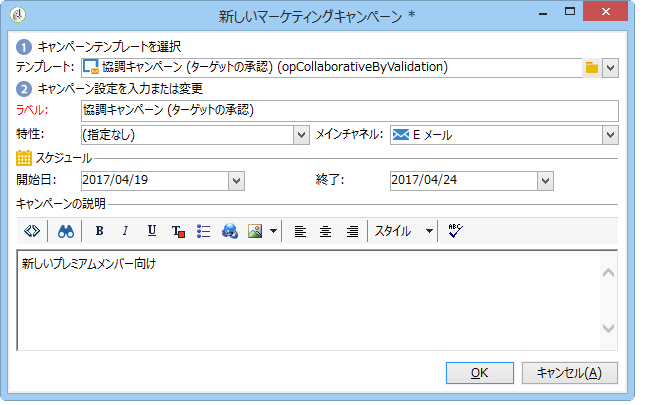 新しいマーケティングキャンペーン *
1 キャンペーンテンプレートを選択
テンプレート: 協調キャンペーン (ターゲットの承認) (opCollaborativeByValidation)
2 キャンペーン設定を入力または変更
ラベル: 協調キャンペーン (ターゲットの承認)
特性: (指定なし) メインチャネル: E メール
スケジュール
開始日: 2017/04/19 終了: 2017/04/24
キャンペーンの説明
B I U T スタイル ABC
新しいプレミアムメンバー向け
OK キャンセル(A)